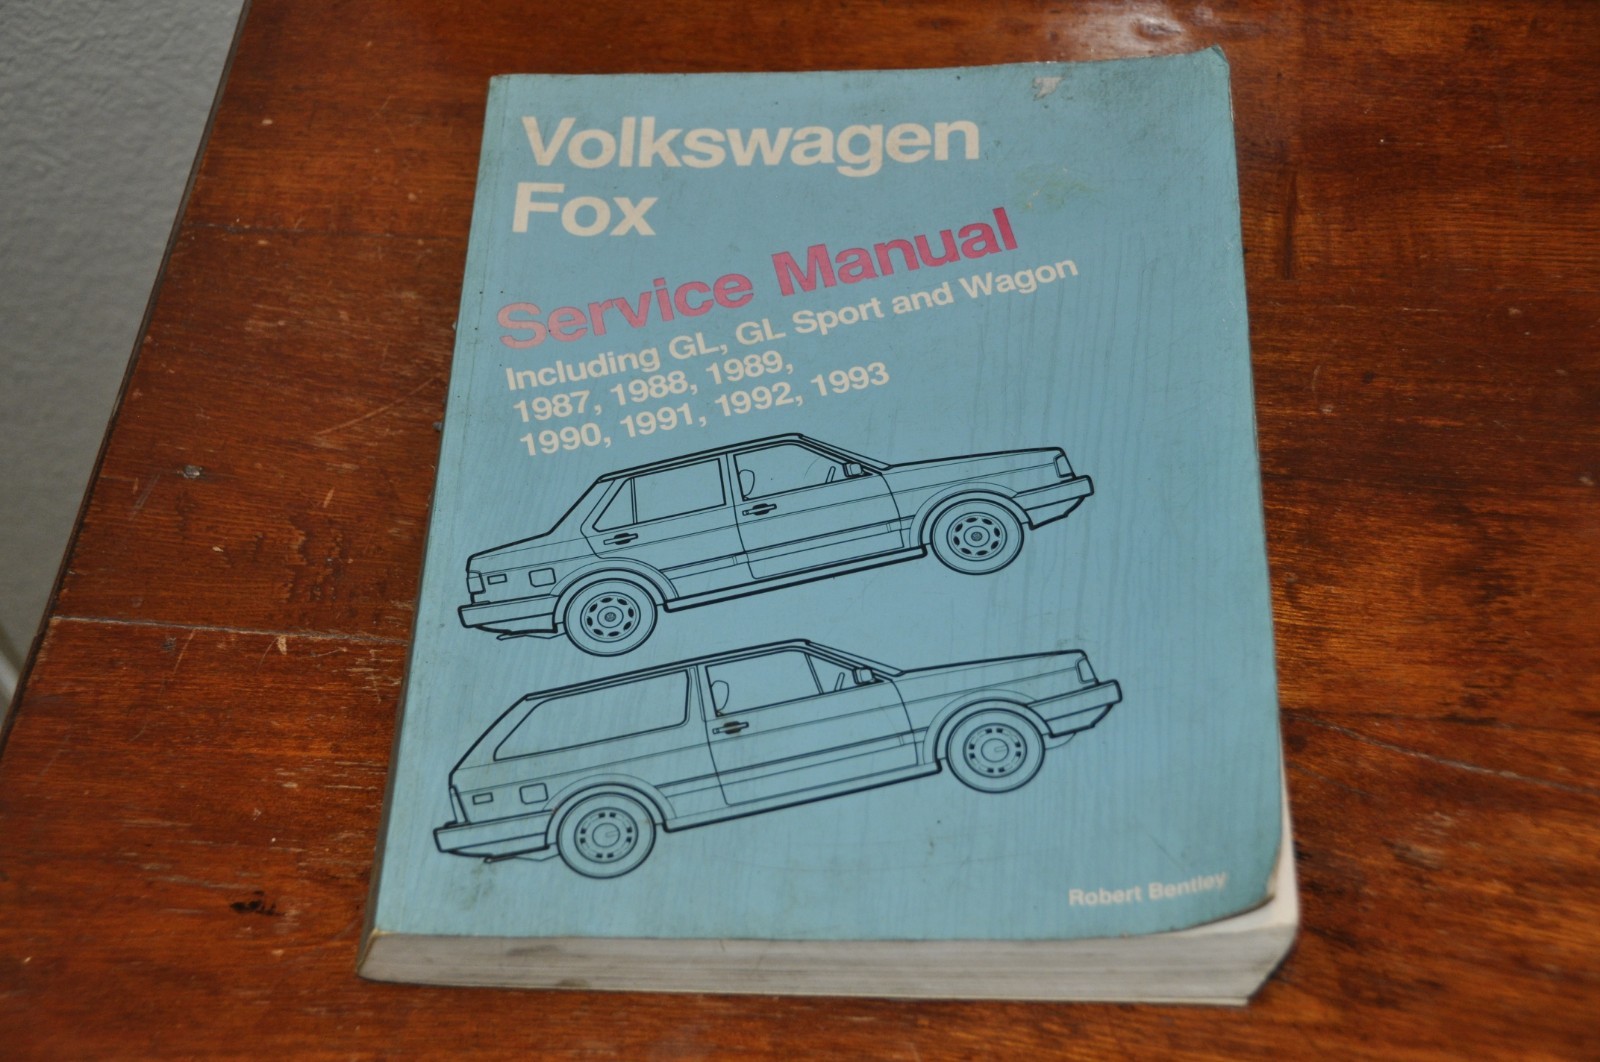 Volkswagen
Fox
Service Manual
Including GL, GL Sport and Wagon
1987, 1988, 1989,
1990, 1991, 1992, 1993
Robert Bentley